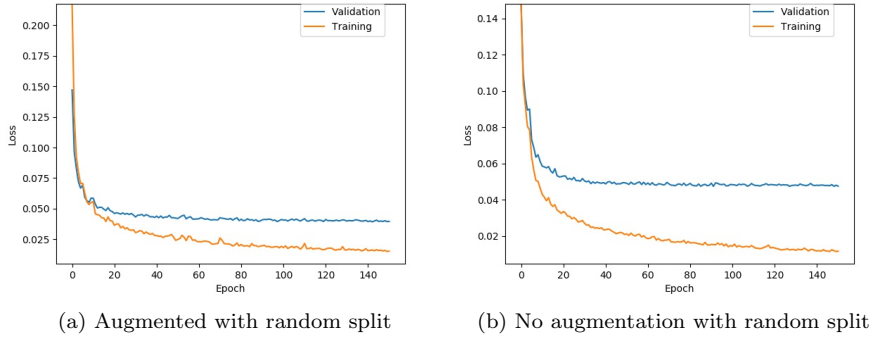 Validation
Training
0.200
0.175
0.150
0.125
0.100
0.075
0.050
0.025
Loss
0 20 40 60 80 100 120 140
Epoch
(a) Augmented with random split
Validation
Training
0.14
0.12
0.10
0.08
0.06
0.04
0.02
Loss
0 20 40 60 80 100 120 140
Epoch
(b) No augmentation with random split